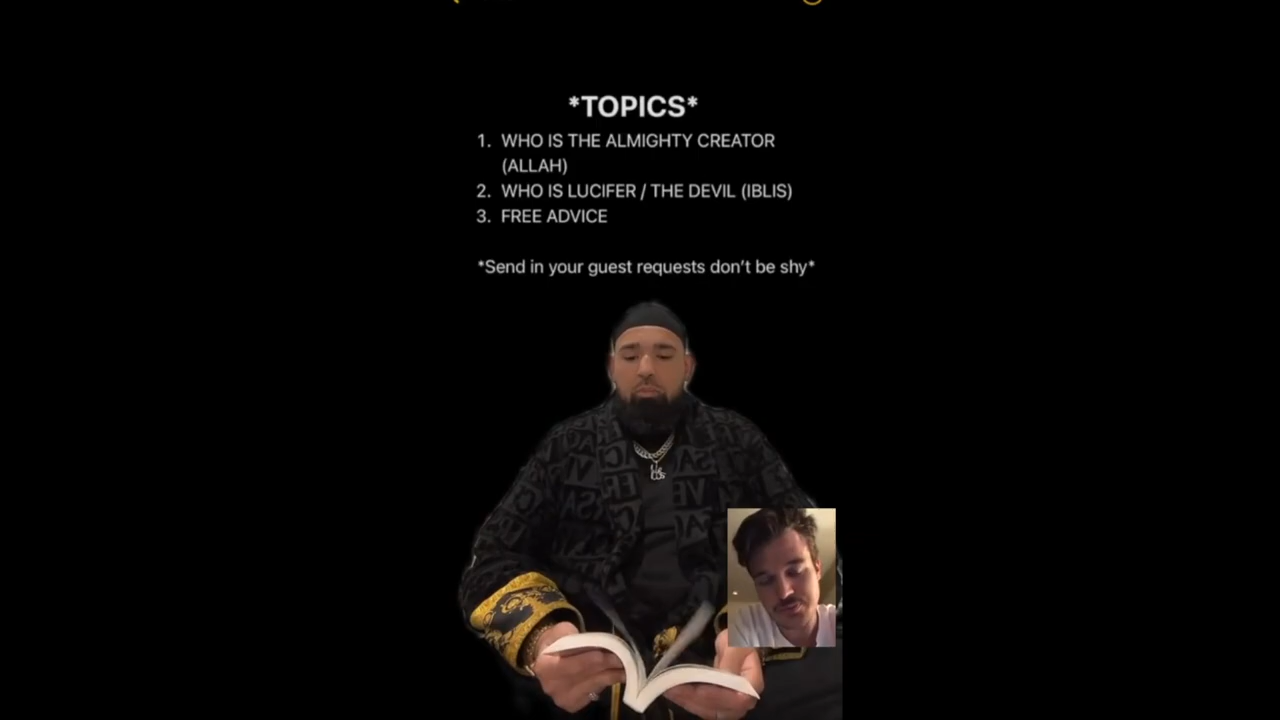 *TOPICS*
1. WHO IS THE ALMIGHTY CREATOR
(ALLAH)
2. WHO IS LUCIFER / THE DEVIL (IBLIS)
3. FREE ADVICE
*Send in your guest requests don't be shy*